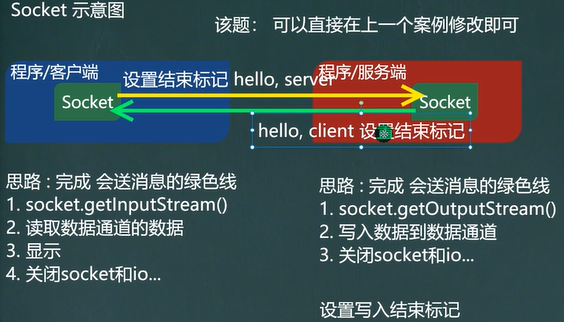 Socket 示意图
该题： 可以直接在上一个案例修改即可
程序/客户端
程序/服务端
设置结束标记 hello, server
Socket
Socket
hello, client 设置结束标记
思路 : 完成 会送消息的绿色线
1. socket.getInputStream()
2. 读取数据通道的数据
3. 显示
4. 关闭socket和io...
思路 : 完成 会送消息的绿色线
1. socket.getOutputStream()
2. 写入数据到数据通道
3. 关闭socket和io...
设置写入结束标记